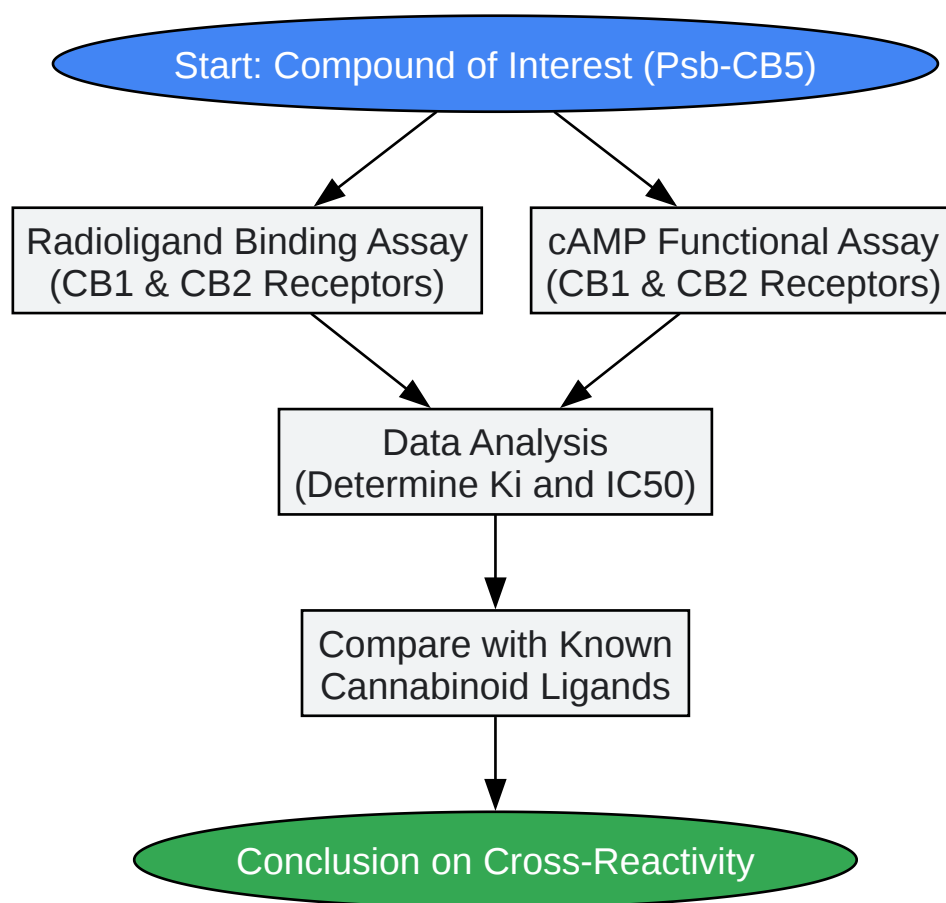 Start: Compound of Interest (Psb-CB5)
Radioligand Binding Assay
(CB1 & CB2 Receptors)
cAMP Functional Assay
(CB1 & CB2 Receptors)
Data Analysis
(Determine Ki and IC50)
Compare with Known
Cannabinoid Ligands
Conclusion on Cross-Reactivity